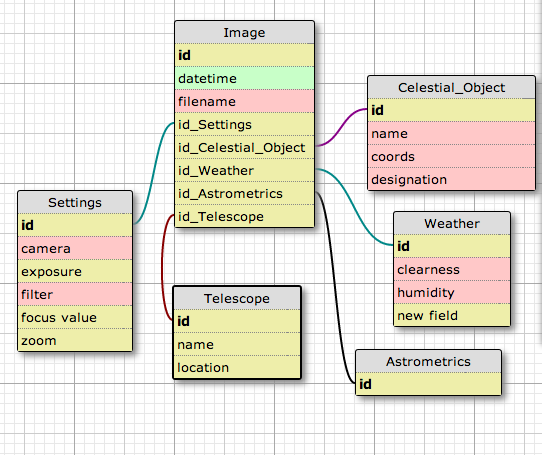 Image
id
datetime
filename
id_Settings
id_Celestial_Object
id_Weather
id_Astrometrics
id_Telescope
Celestial_Object
id
name
coords
designation
Settings
id
camera
exposure
filter
focus value
zoom
Weather
id
clearness
humidity
new field
Telescope
id
name
location
Astrometrics
id